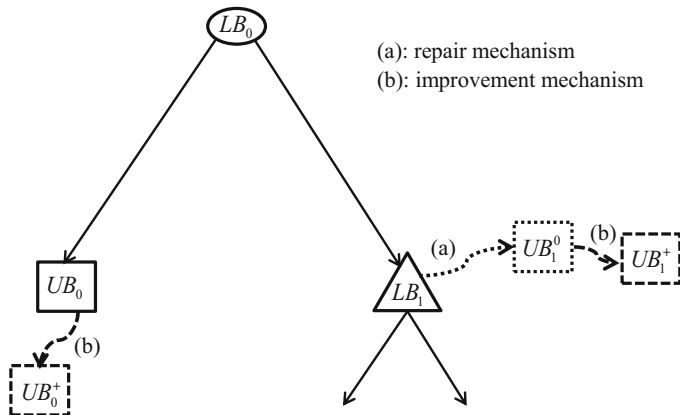 LB₀
(a): repair mechanism
(b): improvement mechanism
(a)
UB₁⁰
(b)
UB₁⁺
UB₀
LB₁
(b)
UB₀⁺